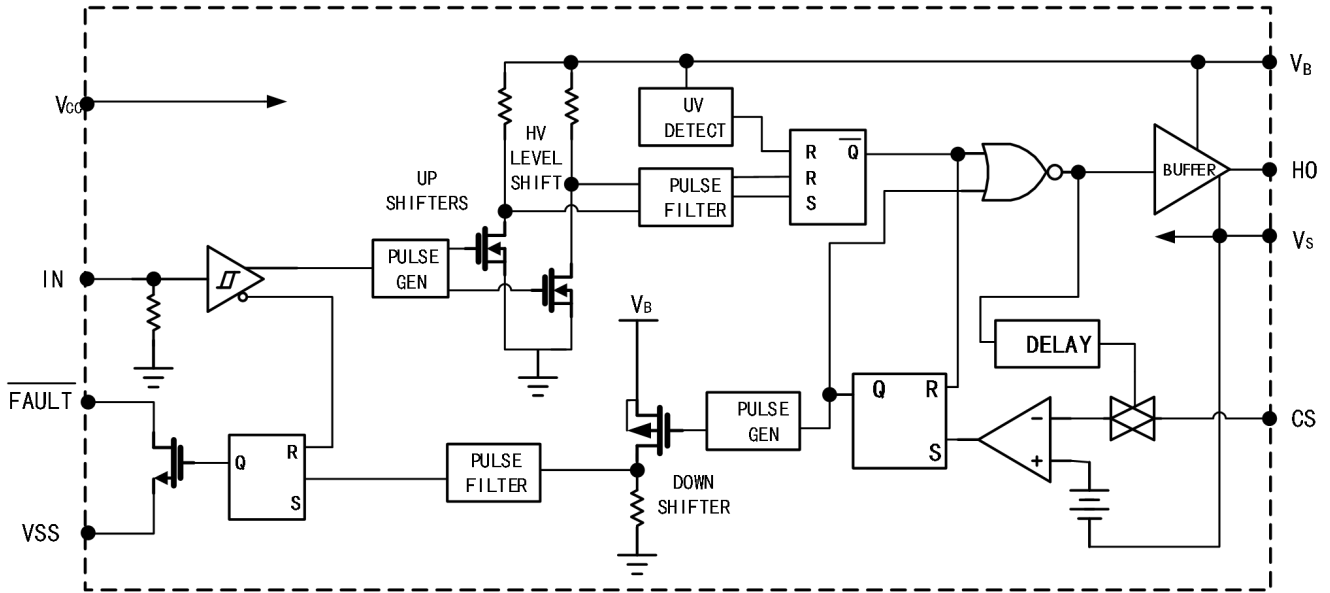 VCC
IN
FAULT
VSS
UP
SHIFTERS
HV
LEVEL
SHIFT
PULSE
GEN
UV
DETECT
PULSE
FILTER
R Q
R
S
BUFFER
VB
HO
VS
CS
VB
DELAY
Q R
S
-
+
PULSE
GEN
DOWN
SHIFTER
PULSE
FILTER
Q R
S